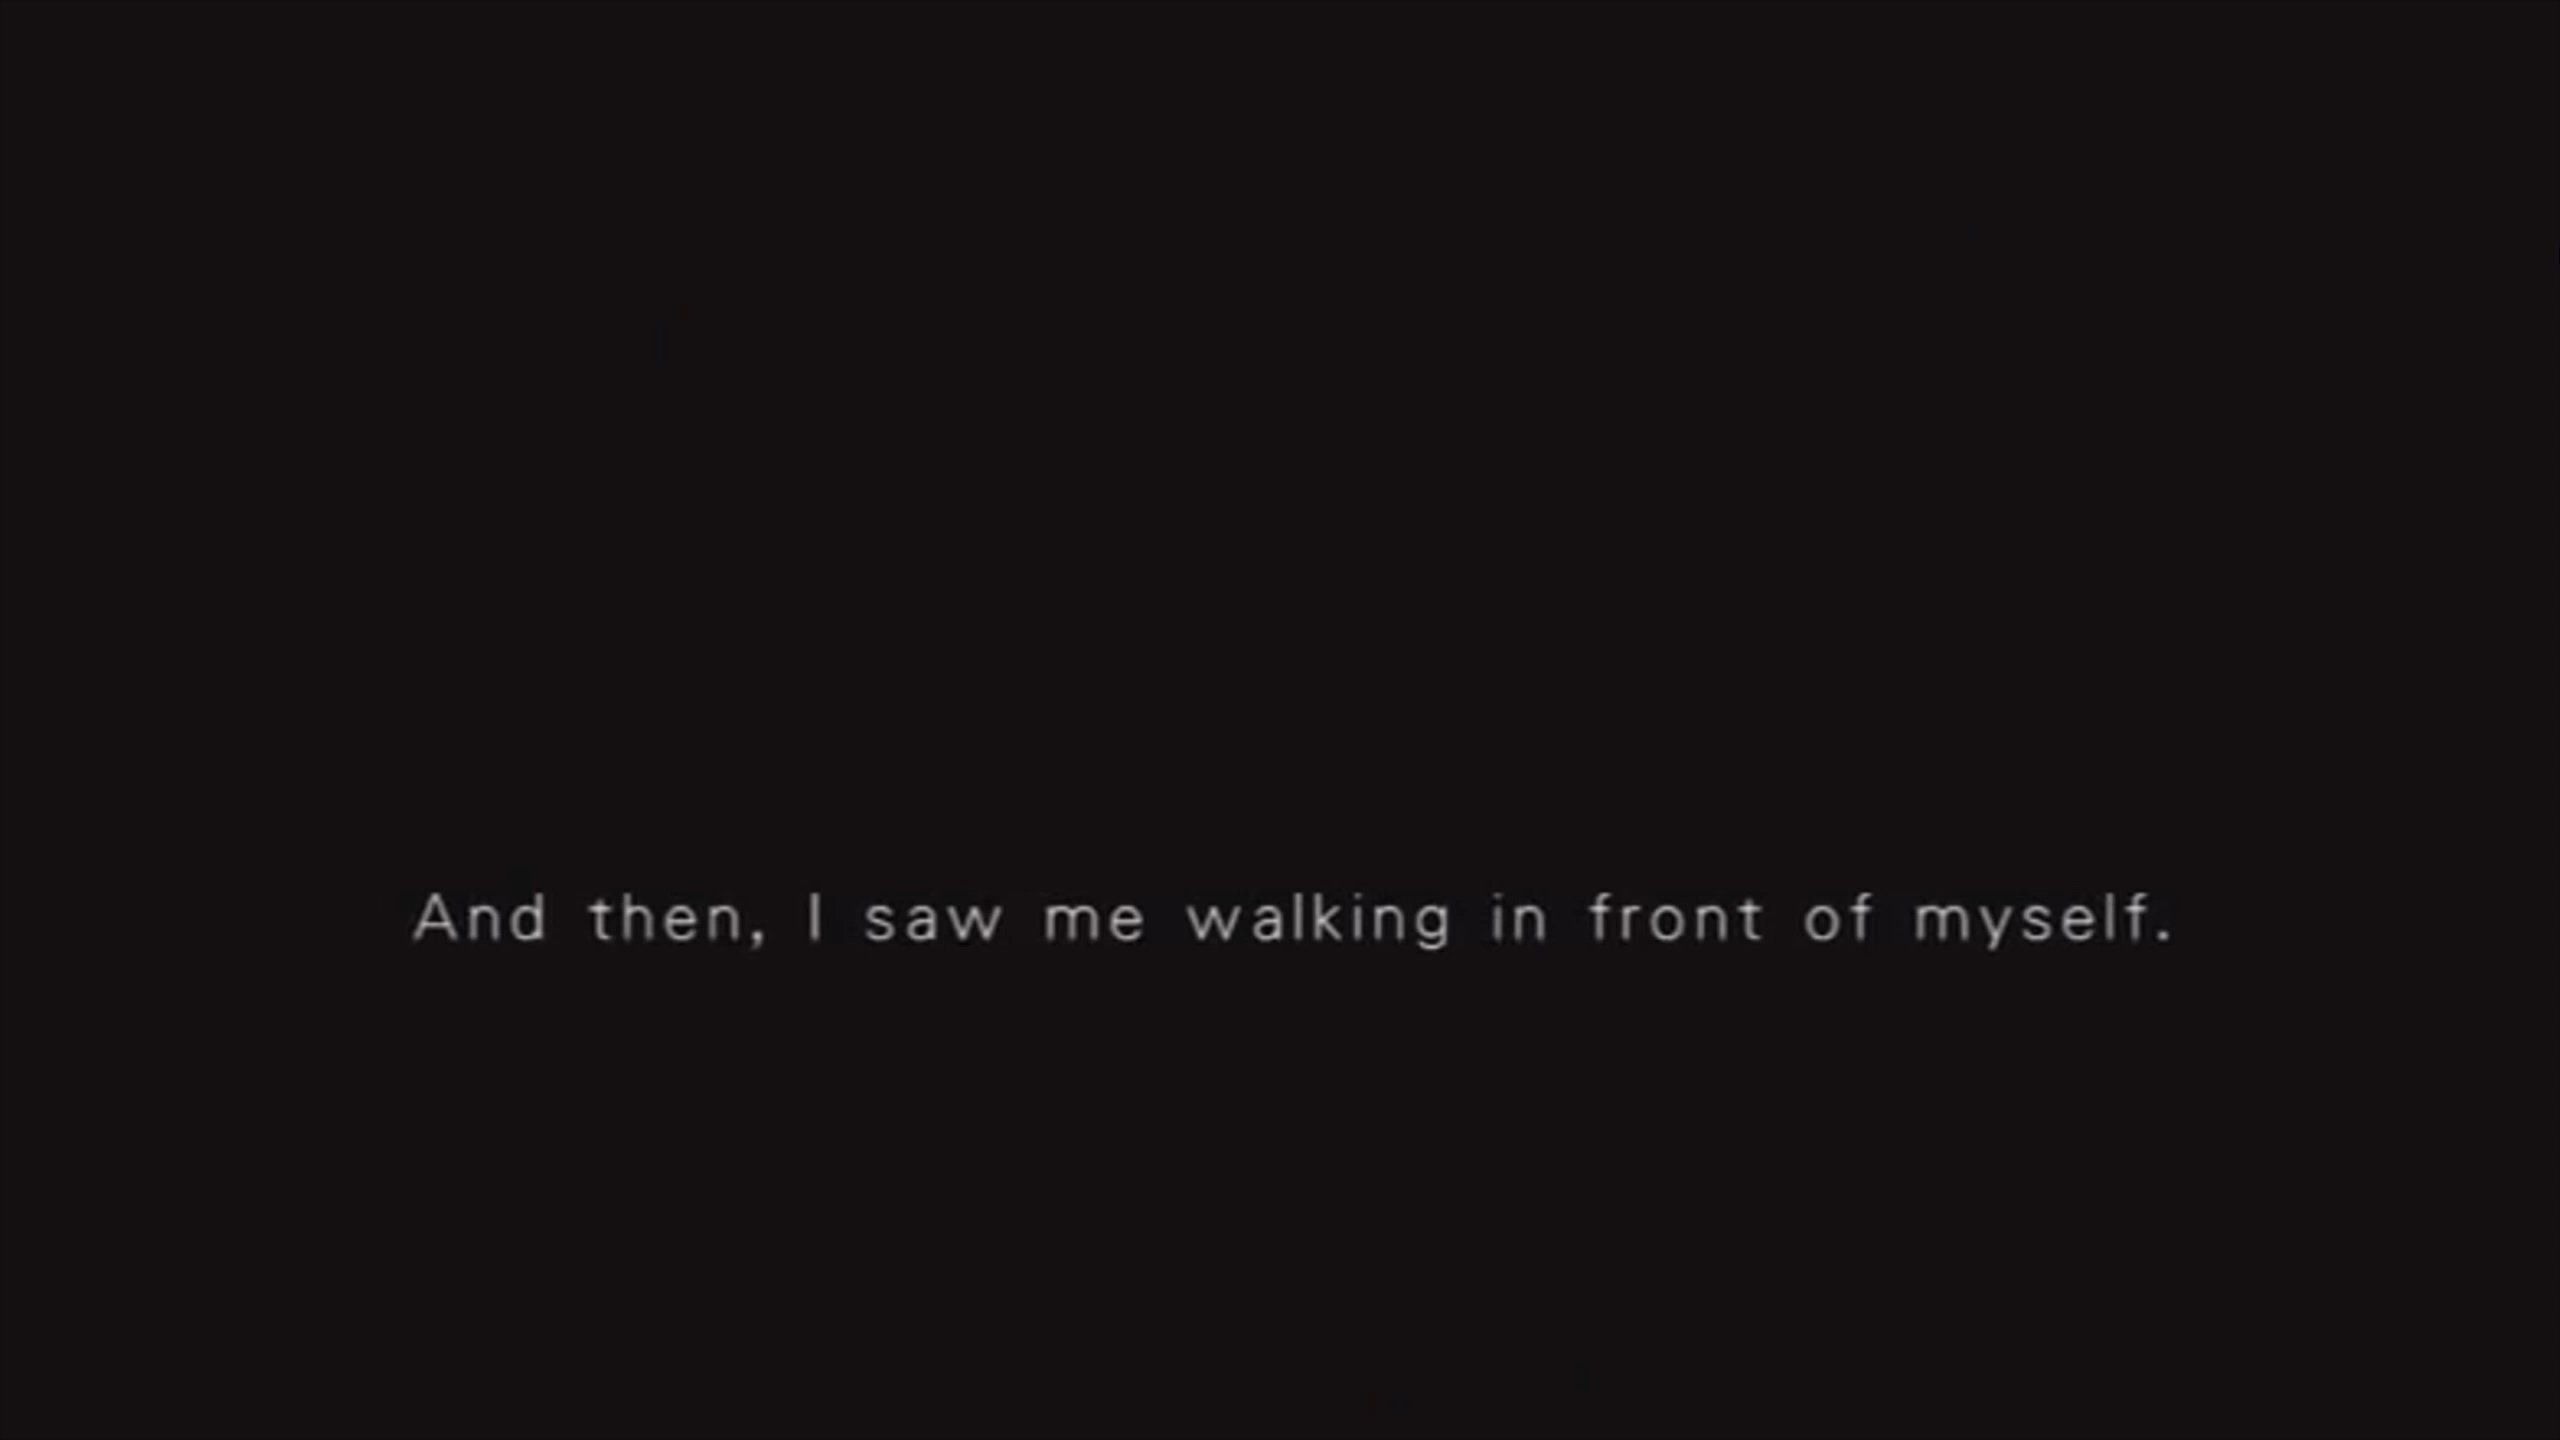 And then, I saw me walking in front of myself.